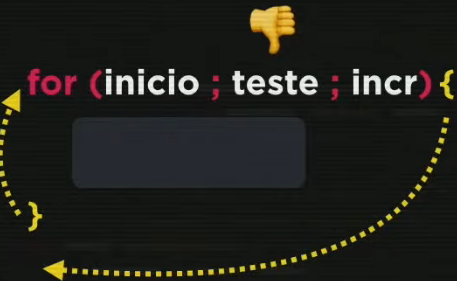 for (inicio ; teste ; incr) {
}